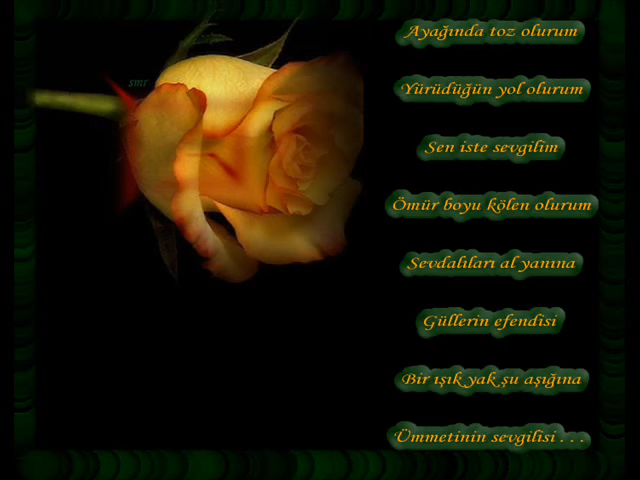 smr
Ayağında toz olurum
Yürüdüğün yol olurum
Sen iste sevgilim
Ömür boyu kölen olurum
Sevdalıları al yanına
Güllerin efendisi
Bir ışık yak şu aşığına
Ümmetinin sevgilisi . . .